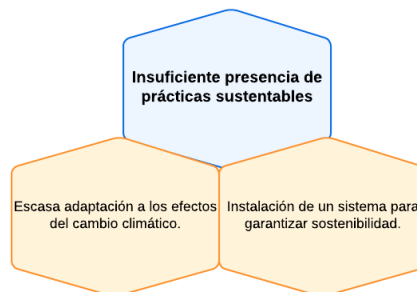 Insuficiente presencia de
prácticas sustentables
Escasa adaptación a los efectos
del cambio climático.
Instalación de un sistema para
garantizar sostenibilidad.